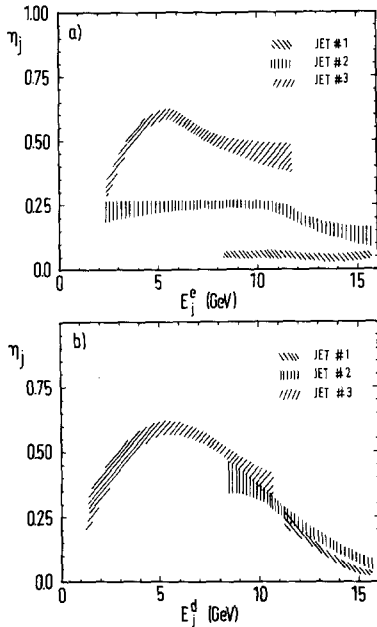 1.00
η_j
a)
JET #1
JET #2
JET #3
0.75
0.50
0.25
0.0
0 5 10 15
E_j^e (GeV)
η_j
b)
JET #1
JET #2
JET #3
0.75
0.50
0.25
0.0
0 5 10 15
E_j^d (GeV)